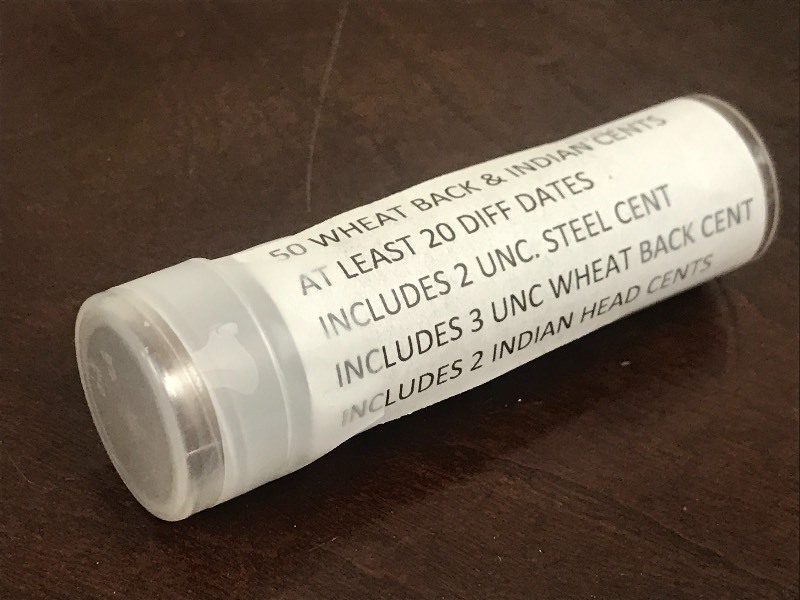 50 WHEAT BACK & INDIAN CENTS
AT LEAST 20 DIFF DATES
INCLUDES 2 UNC. STEEL CENT
INCLUDES 3 UNC WHEAT BACK CENT
INCLUDES 2 INDIAN HEAD CENTS